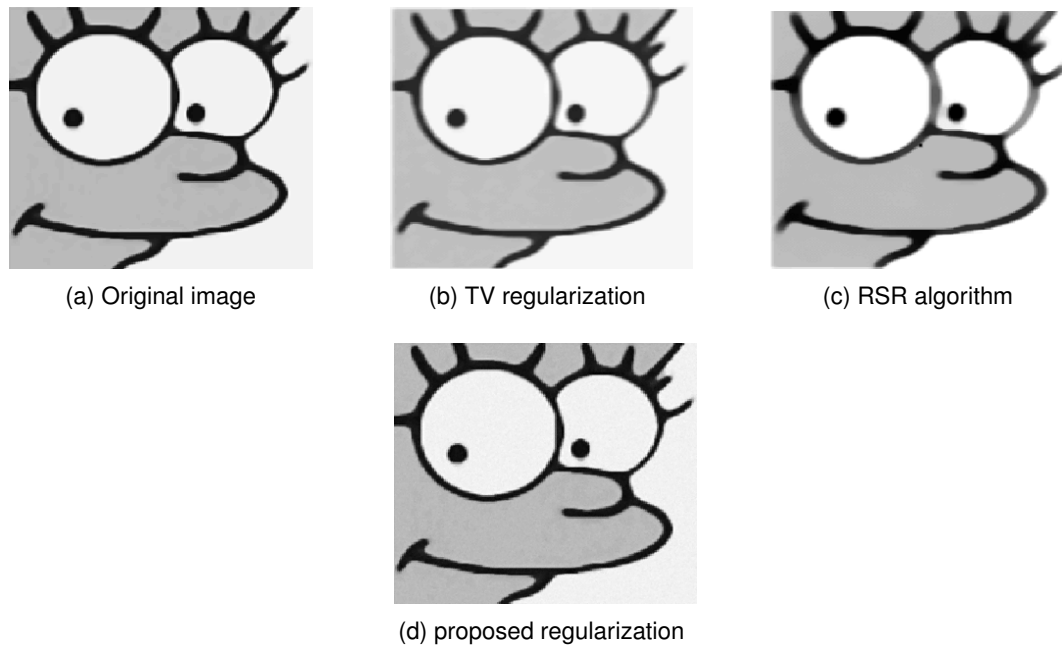 (a) Original image
(b) TV regularization
(c) RSR algorithm
(d) proposed regularization